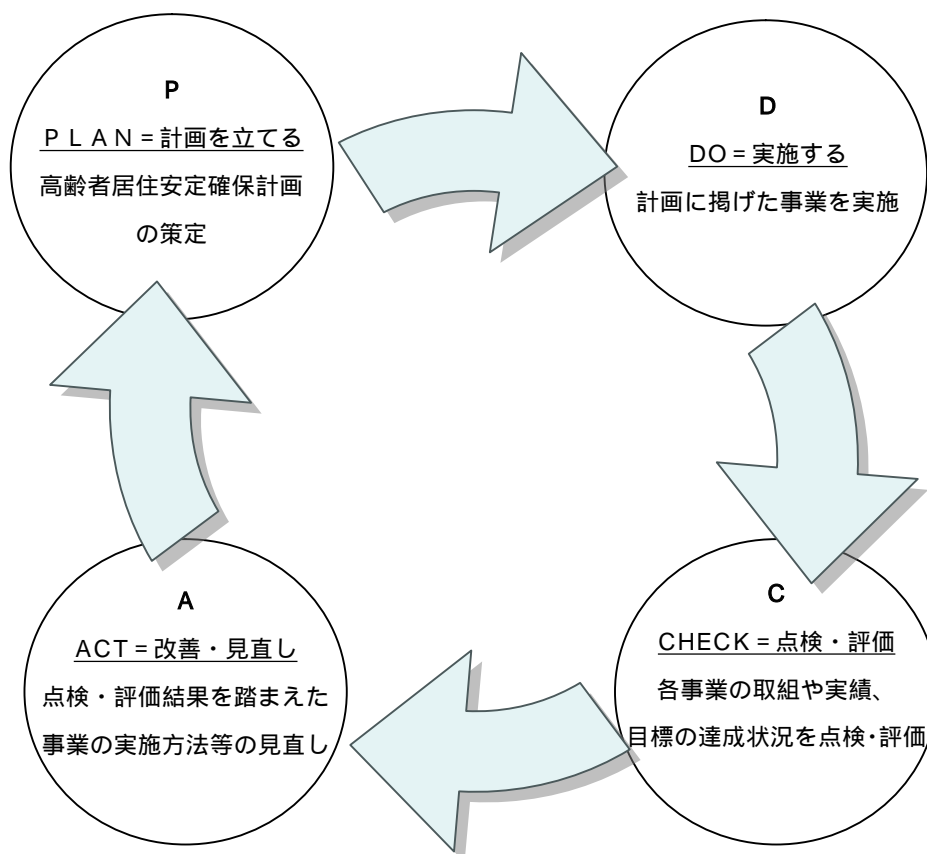 P
ＰＬＡＮ＝計画を立てる
高齢者居住安定確保計画
の策定
D
DO＝実施する
計画に掲げた事業を実施
C
CHECK＝点検・評価
各事業の取組や実績、
目標の達成状況を点検・評価
A
ACT＝改善・見直し
点検・評価結果を踏まえた
事業の実施方法等の見直し